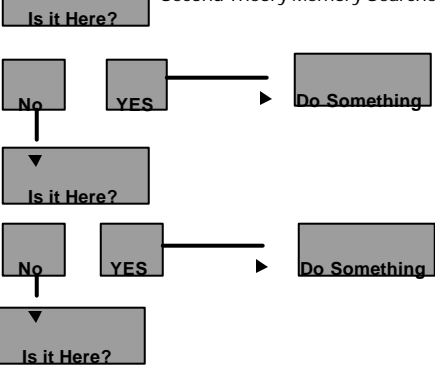 Second Theory Memory Searche
Is it Here?
No YES Do Something
Is it Here?
No YES Do Something
Is it Here?